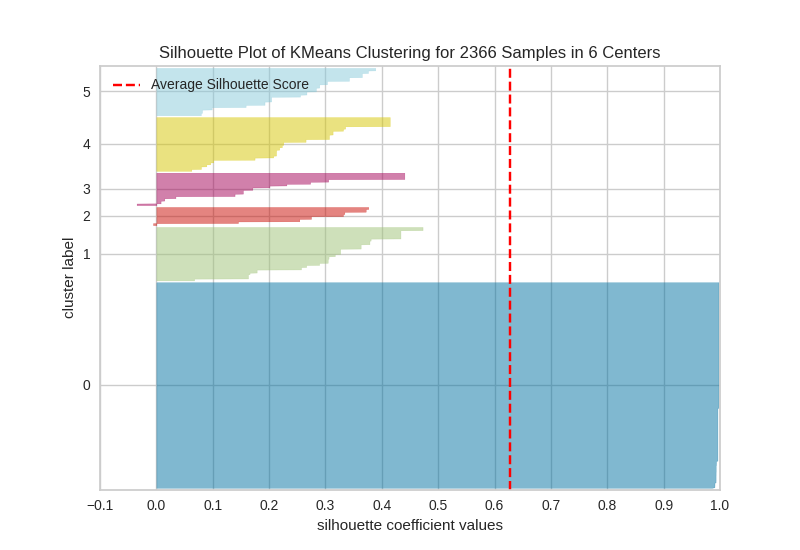 Silhouette Plot of KMeans Clustering for 2366 Samples in 6 Centers
Average Silhouette Score
5
4
3
2
1
0
cluster label
−0.1 0.0 0.1 0.2 0.3 0.4 0.5 0.6 0.7 0.8 0.9 1.0
silhouette coefficient values